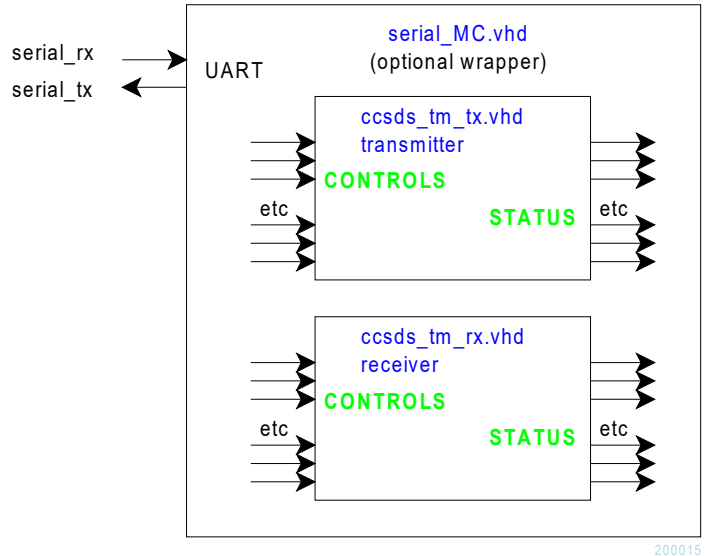 serial_MC.vhd
serial_rx
(optional wrapper)
UART
serial_tx
ccsds_tm_tx.vhd
transmitter
CONTROLS
etc
STATUS
etc
ccsds_tm_rx.vhd
receiver
CONTROLS
etc
STATUS
etc
200015